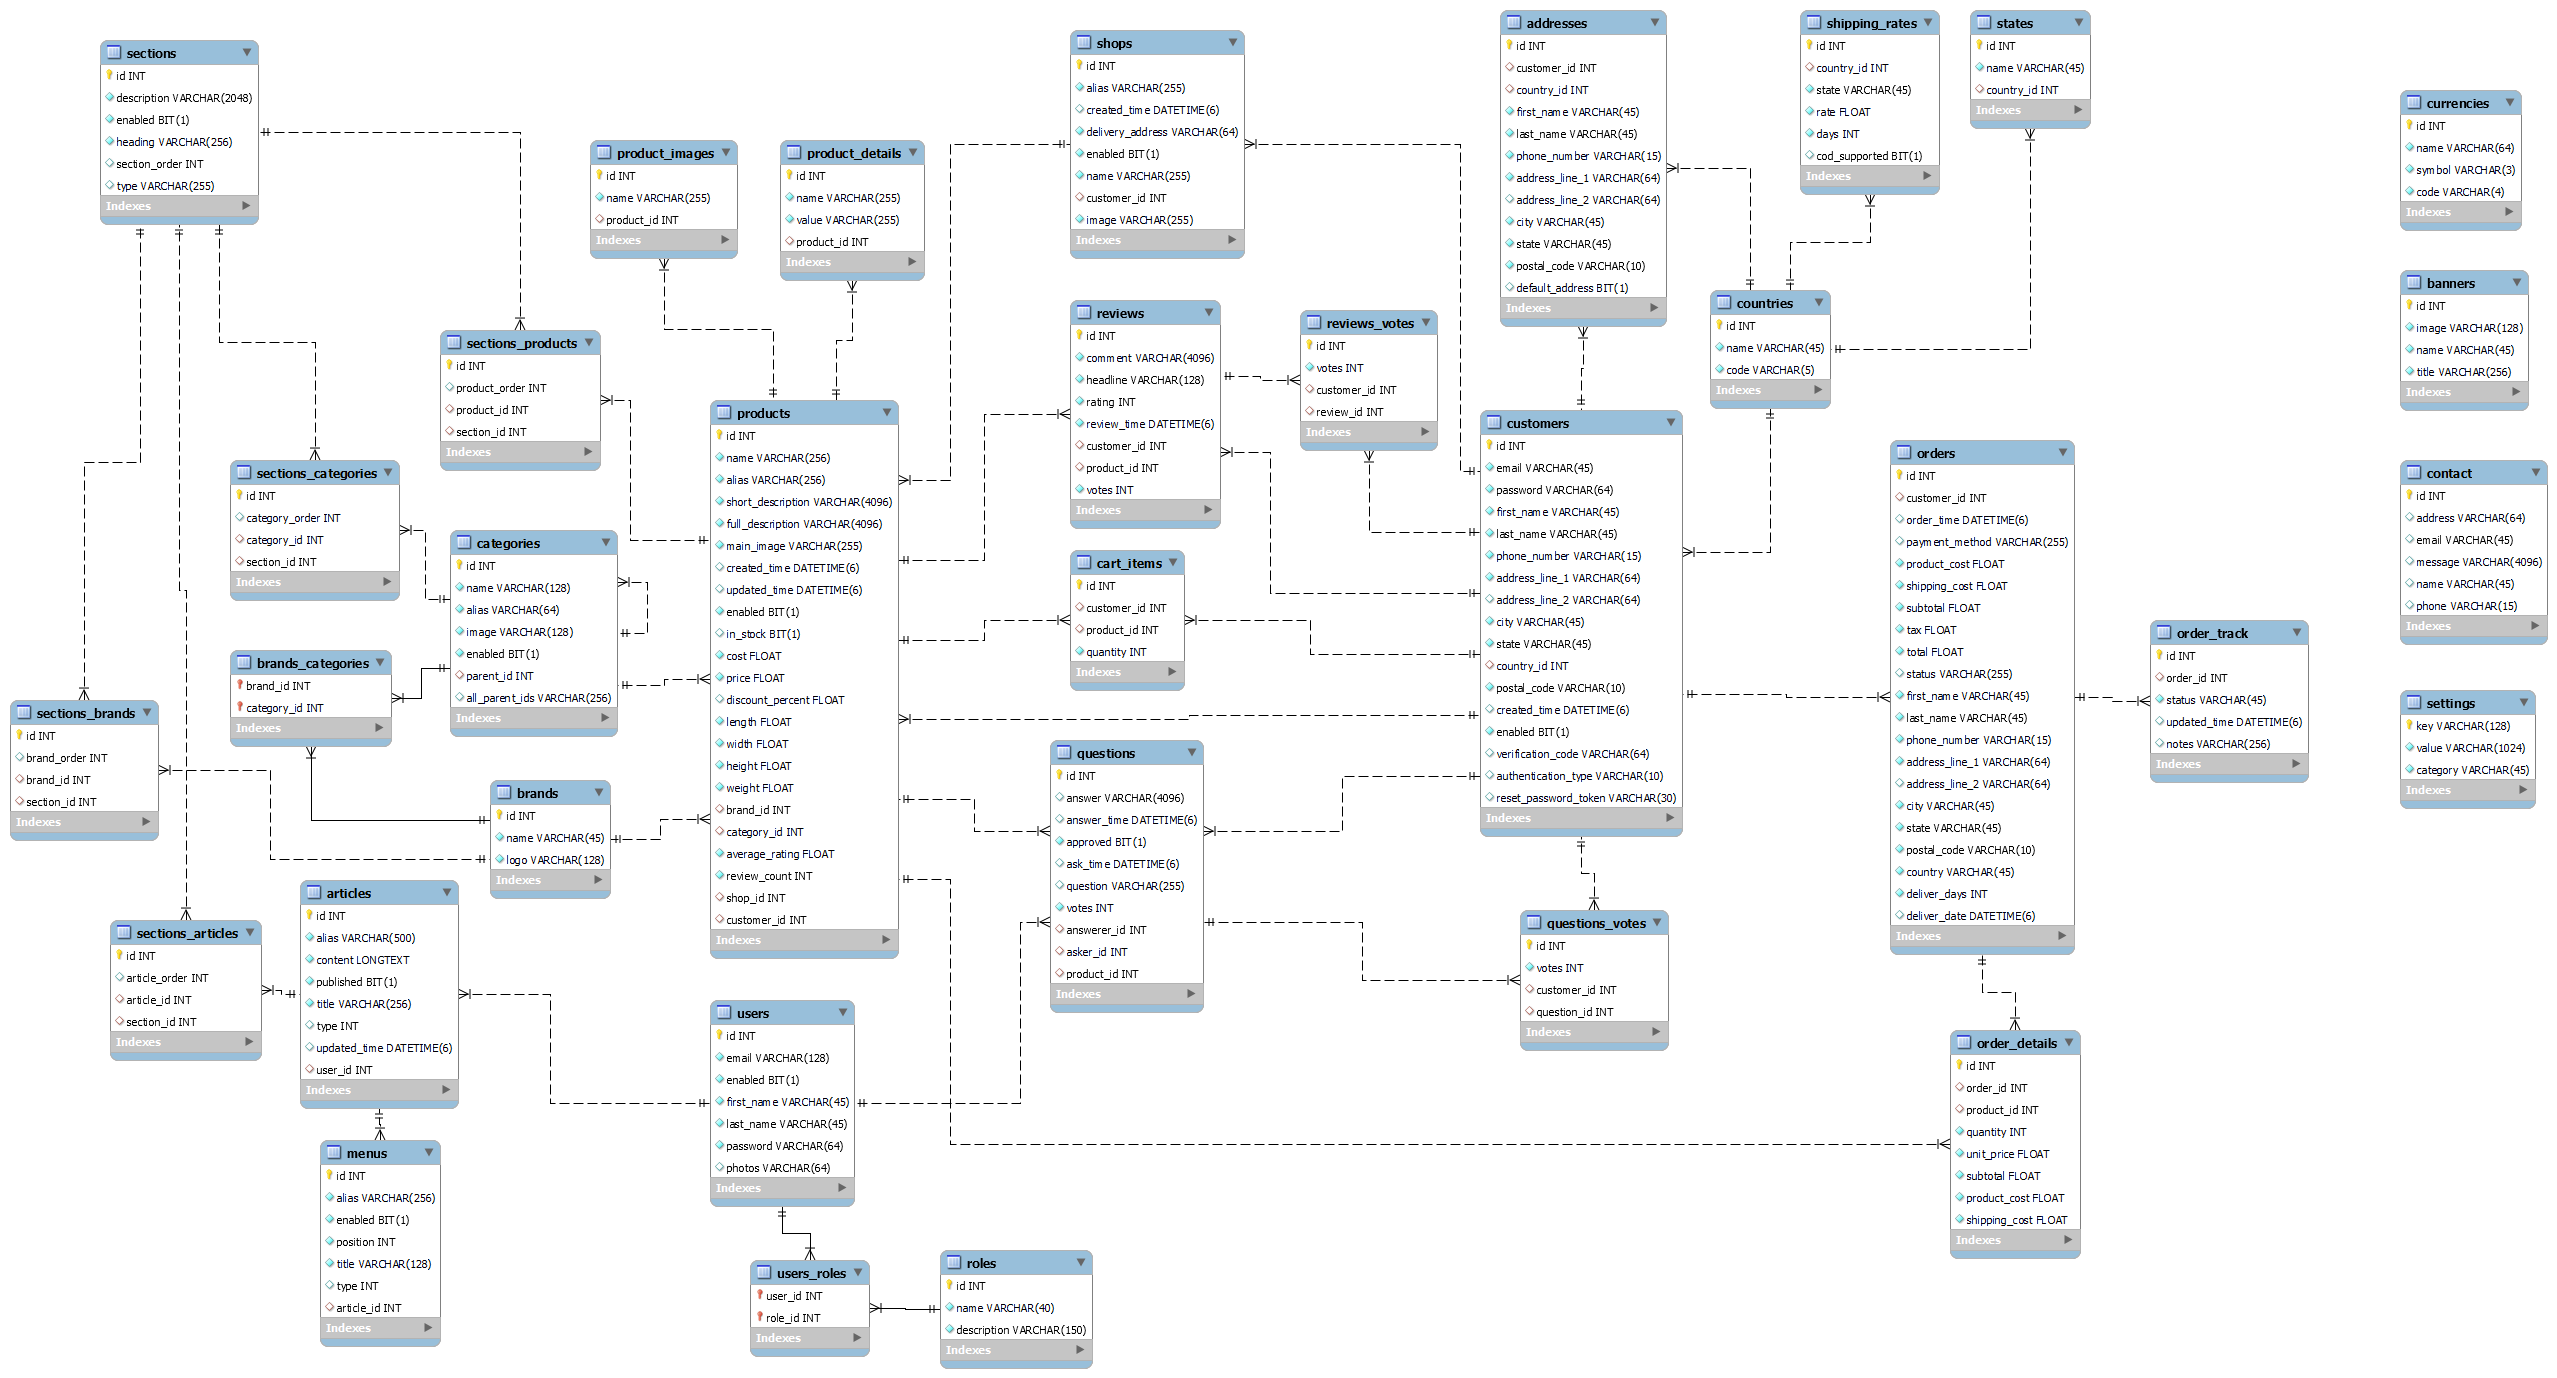 sections
id INT
description VARCHAR(2048)
enabled BIT(1)
heading VARCHAR(256)
section_order INT
type VARCHAR(255)
Indexes
product_images
id INT
name VARCHAR(255)
product_id INT
Indexes
product_details
id INT
name VARCHAR(255)
value VARCHAR(255)
product_id INT
Indexes
shops
id INT
alias VARCHAR(255)
created_time DATETIME(6)
delivery_address VARCHAR(64)
enabled BIT(1)
name VARCHAR(255)
customer_id INT
image VARCHAR(255)
Indexes
addresses
id INT
customer_id INT
country_id INT
first_name VARCHAR(45)
last_name VARCHAR(45)
phone_number VARCHAR(15)
address_line_1 VARCHAR(64)
address_line_2 VARCHAR(64)
city VARCHAR(45)
state VARCHAR(45)
postal_code VARCHAR(10)
default_address BIT(1)
Indexes
shipping_rates
id INT
country_id INT
state VARCHAR(45)
rate FLOAT
days INT
cod_supported BIT(1)
Indexes
states
id INT
name VARCHAR(45)
country_id INT
Indexes
currencies
id INT
name VARCHAR(64)
symbol VARCHAR(3)
code VARCHAR(4)
Indexes
banners
id INT
image VARCHAR(128)
name VARCHAR(45)
title VARCHAR(256)
Indexes
countries
id INT
name VARCHAR(45)
code VARCHAR(5)
Indexes
reviews
id INT
comment VARCHAR(4096)
headline VARCHAR(128)
rating INT
review_time DATETIME(6)
customer_id INT
product_id INT
votes INT
Indexes
reviews_votes
id INT
votes INT
customer_id INT
review_id INT
Indexes
sections_products
id INT
product_order INT
product_id INT
section_id INT
Indexes
products
id INT
name VARCHAR(256)
alias VARCHAR(256)
short_description VARCHAR(4096)
full_description VARCHAR(4096)
main_image VARCHAR(255)
created_time DATETIME(6)
updated_time DATETIME(6)
enabled BIT(1)
in_stock BIT(1)
cost FLOAT
price FLOAT
discount_percent FLOAT
length FLOAT
width FLOAT
height FLOAT
weight FLOAT
brand_id INT
category_id INT
average_rating FLOAT
review_count INT
shop_id INT
customer_id INT
Indexes
customers
id INT
email VARCHAR(45)
password VARCHAR(64)
first_name VARCHAR(45)
last_name VARCHAR(45)
phone_number VARCHAR(15)
address_line_1 VARCHAR(64)
address_line_2 VARCHAR(64)
city VARCHAR(45)
state VARCHAR(45)
country_id INT
postal_code VARCHAR(10)
created_time DATETIME(6)
enabled BIT(1)
verification_code VARCHAR(64)
authentication_type VARCHAR(10)
reset_password_token VARCHAR(30)
Indexes
orders
id INT
customer_id INT
order_time DATETIME(6)
payment_method VARCHAR(255)
product_cost FLOAT
shipping_cost FLOAT
subtotal FLOAT
tax FLOAT
total FLOAT
status VARCHAR(255)
first_name VARCHAR(45)
last_name VARCHAR(45)
phone_number VARCHAR(15)
address_line_1 VARCHAR(64)
address_line_2 VARCHAR(64)
city VARCHAR(45)
state VARCHAR(45)
postal_code VARCHAR(10)
country VARCHAR(45)
deliver_days INT
deliver_date DATETIME(6)
Indexes
contact
id INT
address VARCHAR(64)
email VARCHAR(45)
message VARCHAR(4096)
name VARCHAR(45)
phone VARCHAR(15)
Indexes
sections_categories
id INT
category_order INT
category_id INT
section_id INT
Indexes
categories
id INT
name VARCHAR(128)
alias VARCHAR(64)
image VARCHAR(128)
enabled BIT(1)
parent_id INT
all_parent_ids VARCHAR(256)
Indexes
cart_items
id INT
customer_id INT
product_id INT
quantity INT
Indexes
order_track
id INT
order_id INT
status VARCHAR(45)
updated_time DATETIME(6)
notes VARCHAR(256)
Indexes
settings
key VARCHAR(128)
value VARCHAR(1024)
category VARCHAR(45)
Indexes
brands_categories
brand_id INT
category_id INT
Indexes
sections_brands
id INT
brand_order INT
brand_id INT
section_id INT
Indexes
brands
id INT
name VARCHAR(45)
logo VARCHAR(128)
Indexes
questions
id INT
answer VARCHAR(4096)
answer_time DATETIME(6)
approved BIT(1)
ask_time DATETIME(6)
question VARCHAR(255)
votes INT
answerer_id INT
asker_id INT
product_id INT
Indexes
articles
id INT
alias VARCHAR(500)
content LONGTEXT
published BIT(1)
title VARCHAR(256)
type INT
updated_time DATETIME(6)
user_id INT
Indexes
sections_articles
id INT
article_order INT
article_id INT
section_id INT
Indexes
questions_votes
id INT
votes INT
customer_id INT
question_id INT
Indexes
users
id INT
email VARCHAR(128)
enabled BIT(1)
first_name VARCHAR(45)
last_name VARCHAR(45)
password VARCHAR(64)
photos VARCHAR(64)
Indexes
order_details
id INT
order_id INT
product_id INT
quantity INT
unit_price FLOAT
subtotal FLOAT
product_cost FLOAT
shipping_cost FLOAT
Indexes
menus
id INT
alias VARCHAR(256)
enabled BIT(1)
position INT
title VARCHAR(128)
type INT
article_id INT
Indexes
users_roles
user_id INT
role_id INT
Indexes
roles
id INT
name VARCHAR(40)
description VARCHAR(150)
Indexes